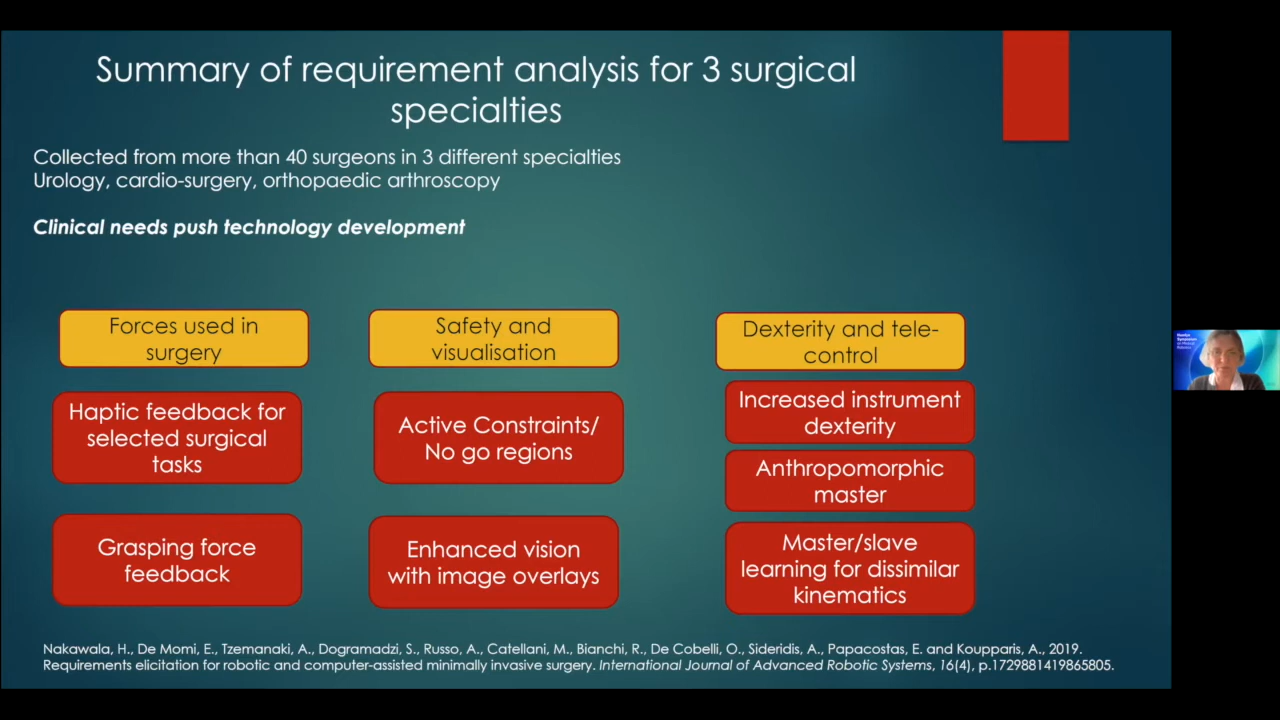 Summary of requirement analysis for 3 surgical
specialties
Collected from more than 40 surgeons in 3 different specialties
Urology, cardio-surgery, orthopaedic arthroscopy
Clinical needs push technology development
Forces used in
surgery
Haptic feedback for
selected surgical
tasks
Grasping force
feedback
Safety and
visualisation
Active Constraints/
No go regions
Enhanced vision
with image overlays
Dexterity and tele-
control
Increased instrument
dexterity
Anthropomorphic
master
Master/slave
learning for dissimilar
kinematics
Nakawala, H., De Momi, E., Tzemanaki, A., Dogramadzi, S., Russo, A., Catellani, M., Bianchi, R., De Cobelli, O., Sideridis, A., Papacostas, E. and Koupparis, A., 2019.
Requirements elicitation for robotic and computer-assisted minimally invasive surgery. International Journal of Advanced Robotic Systems, 16(4), p.1729881419865805.